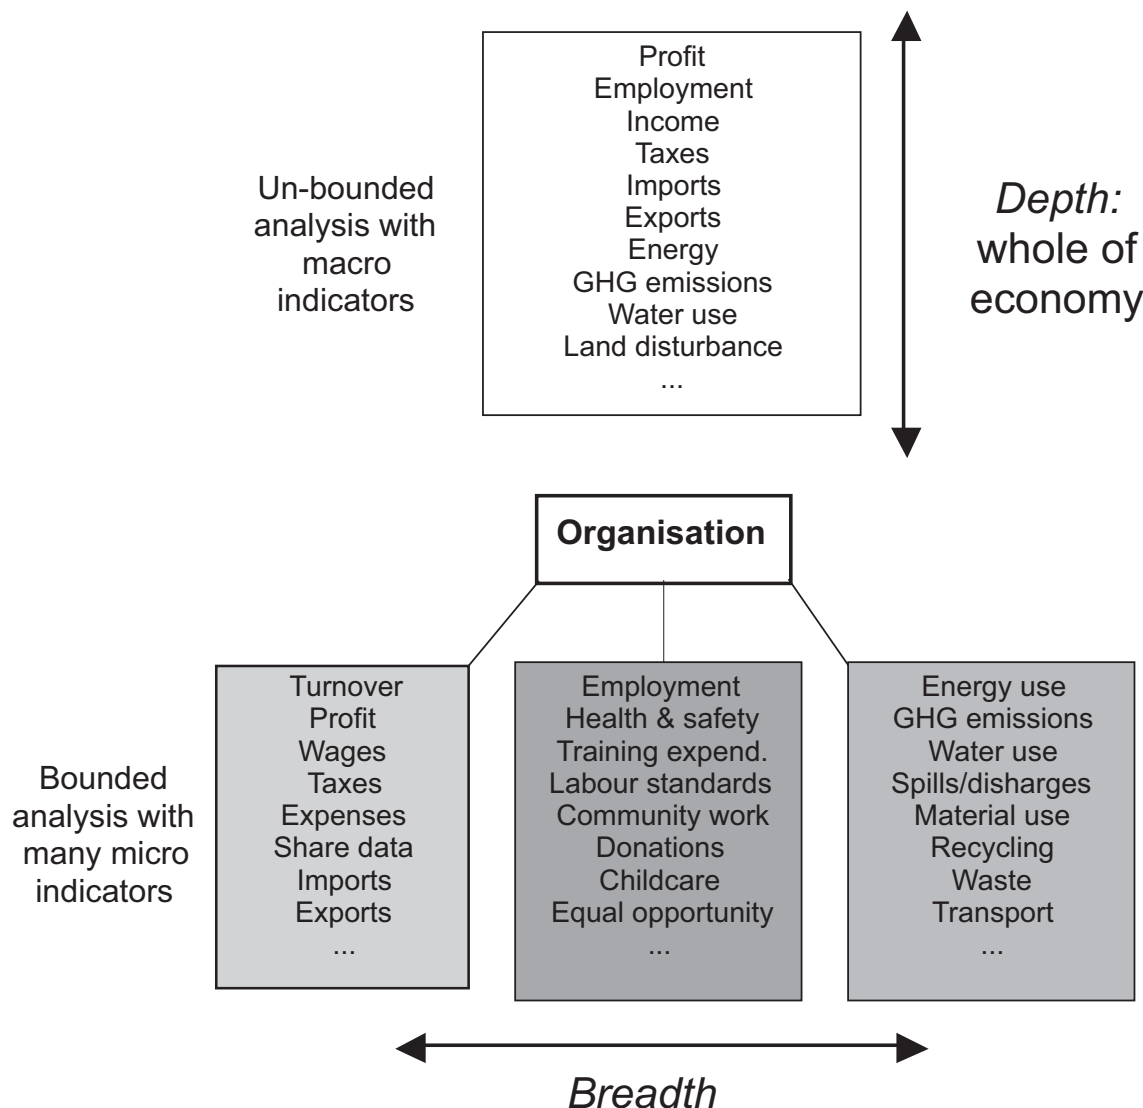 Profit
Employment
Income
Taxes
Imports
Exports
Energy
GHG emissions
Water use
Land disturbance
...
Un-bounded
analysis with
macro
indicators
Depth:
whole of
economy
Organisation
Turnover
Profit
Wages
Taxes
Expenses
Share data
Imports
Exports
...
Employment
Health & safety
Training expend.
Labour standards
Community work
Donations
Childcare
Equal opportunity
...
Energy use
GHG emissions
Water use
Spills/disharges
Material use
Recycling
Waste
Transport
...
Bounded
analysis with
many micro
indicators
Breadth